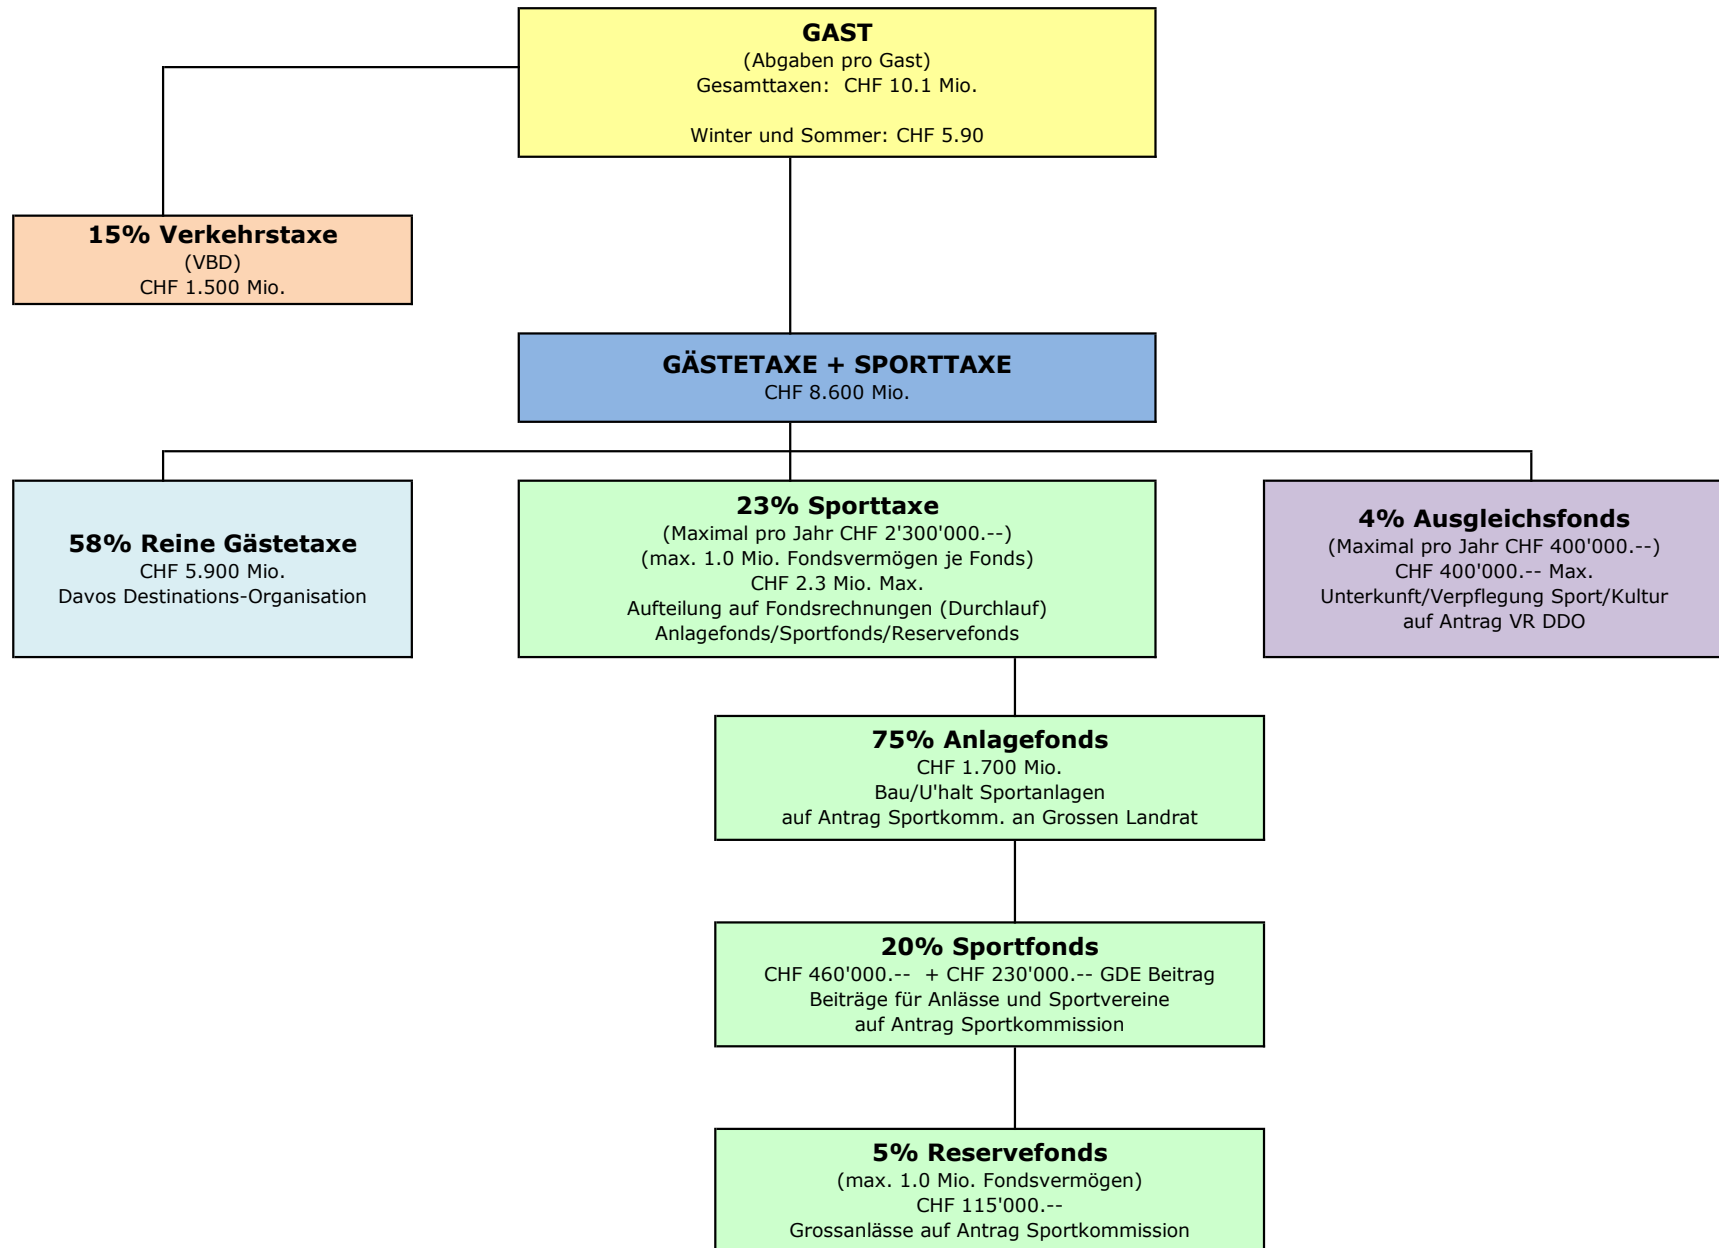 GAST
(Abgaben pro Gast)
Gesamttaxen:  CHF 10.1 Mio.
Winter und Sommer: CHF 5.90
15% Verkehrstaxe
(VBD)
CHF 1.500 Mio.
GÄSTETAXE + SPORTTAXE
CHF 8.600 Mio.
58% Reine Gästetaxe
CHF 5.900 Mio.
Davos Destinations-Organisation
23% Sporttaxe
(Maximal pro Jahr CHF 2'300'000.--)
(max. 1.0 Mio. Fondsvermögen je Fonds)
CHF 2.3 Mio. Max.
Aufteilung auf Fondsrechnungen (Durchlauf)
Anlagefonds/Sportfonds/Reservefonds
4% Ausgleichsfonds
(Maximal pro Jahr CHF 400'000.--)
CHF 400'000.-- Max.
Unterkunft/Verpflegung Sport/Kultur
auf Antrag VR DDO
75% Anlagefonds
CHF 1.700 Mio.
Bau/U'halt Sportanlagen
auf Antrag Sportkomm. an Grossen Landrat
20% Sportfonds
CHF 460'000.--  + CHF 230'000.-- GDE Beitrag
Beiträge für Anlässe und Sportvereine
auf Antrag Sportkommission
5% Reservefonds
(max. 1.0 Mio. Fondsvermögen)
CHF 115'000.--
Grossanlässe auf Antrag Sportkommission